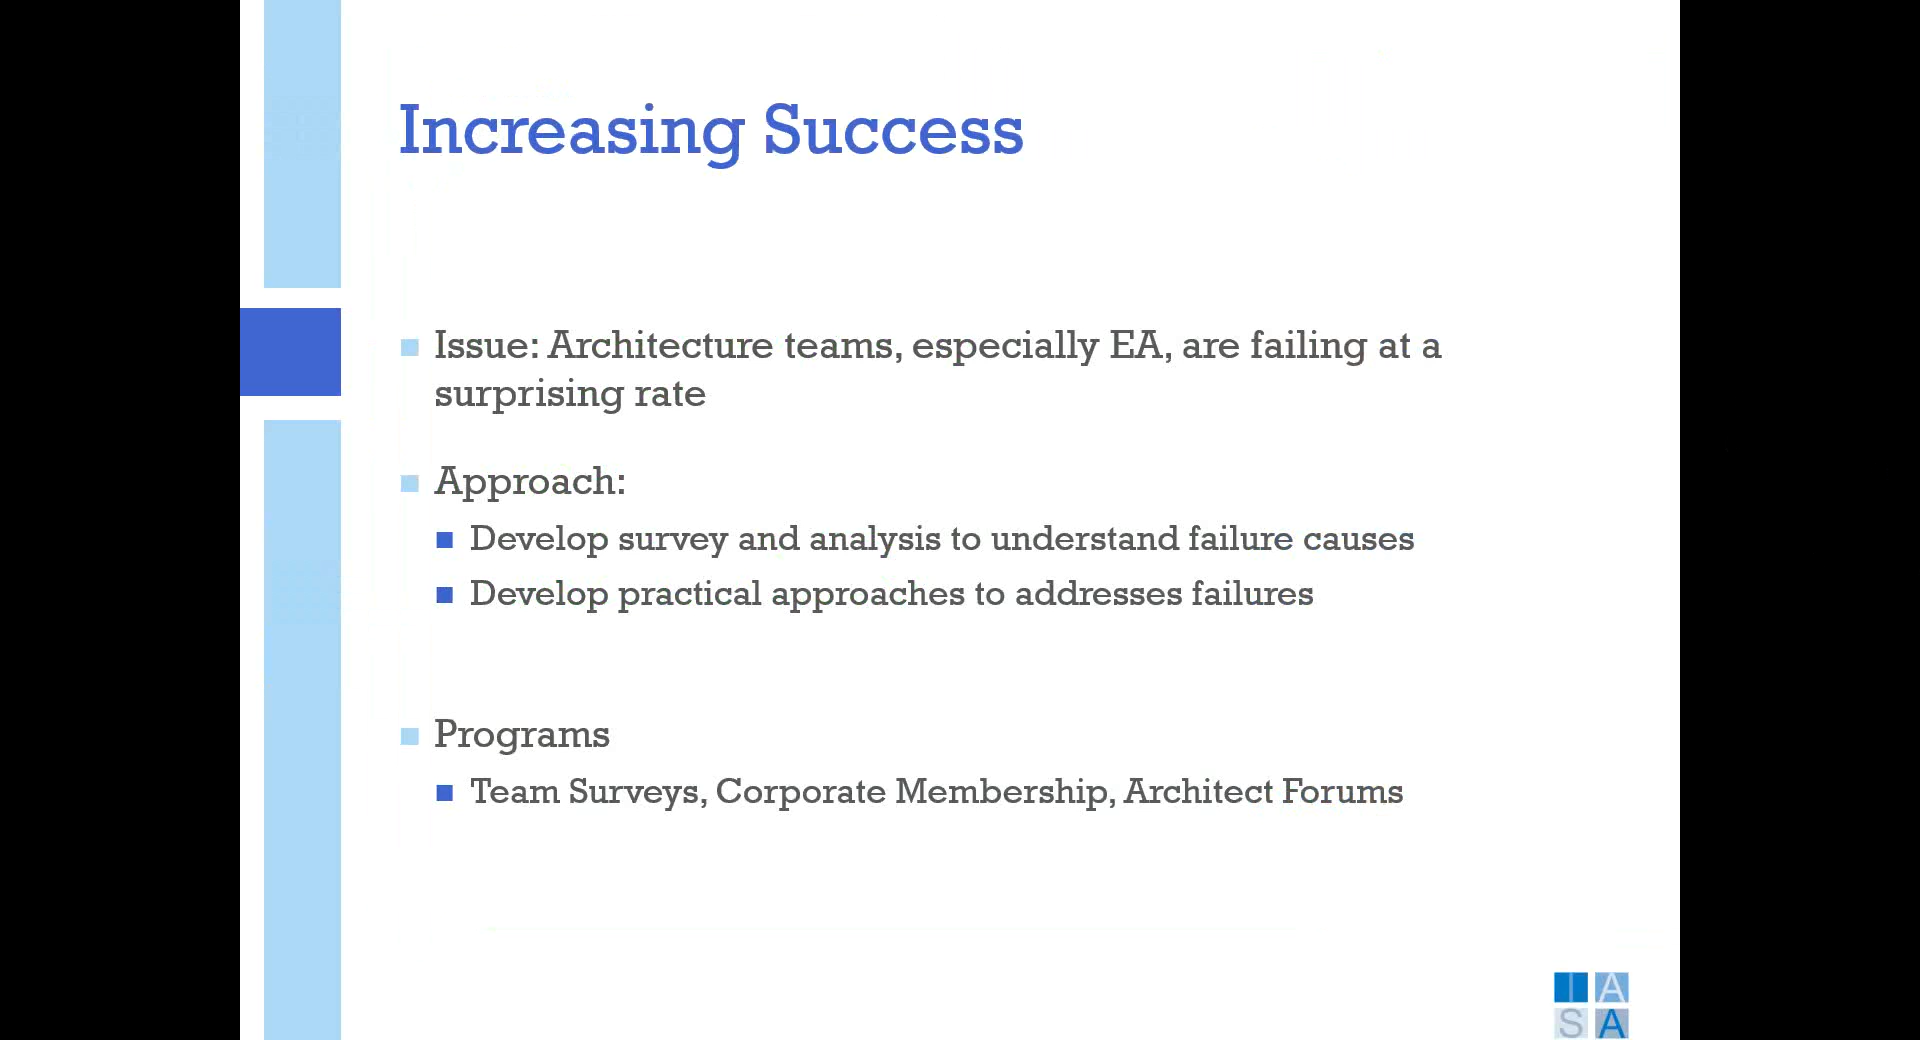 Increasing Success
Issue: Architecture teams, especially EA, are failing at a
surprising rate
Approach:
Develop survey and analysis to understand failure causes
Develop practical approaches to addresses failures
Programs
Team Surveys, Corporate Membership, Architect Forums
I A
S A